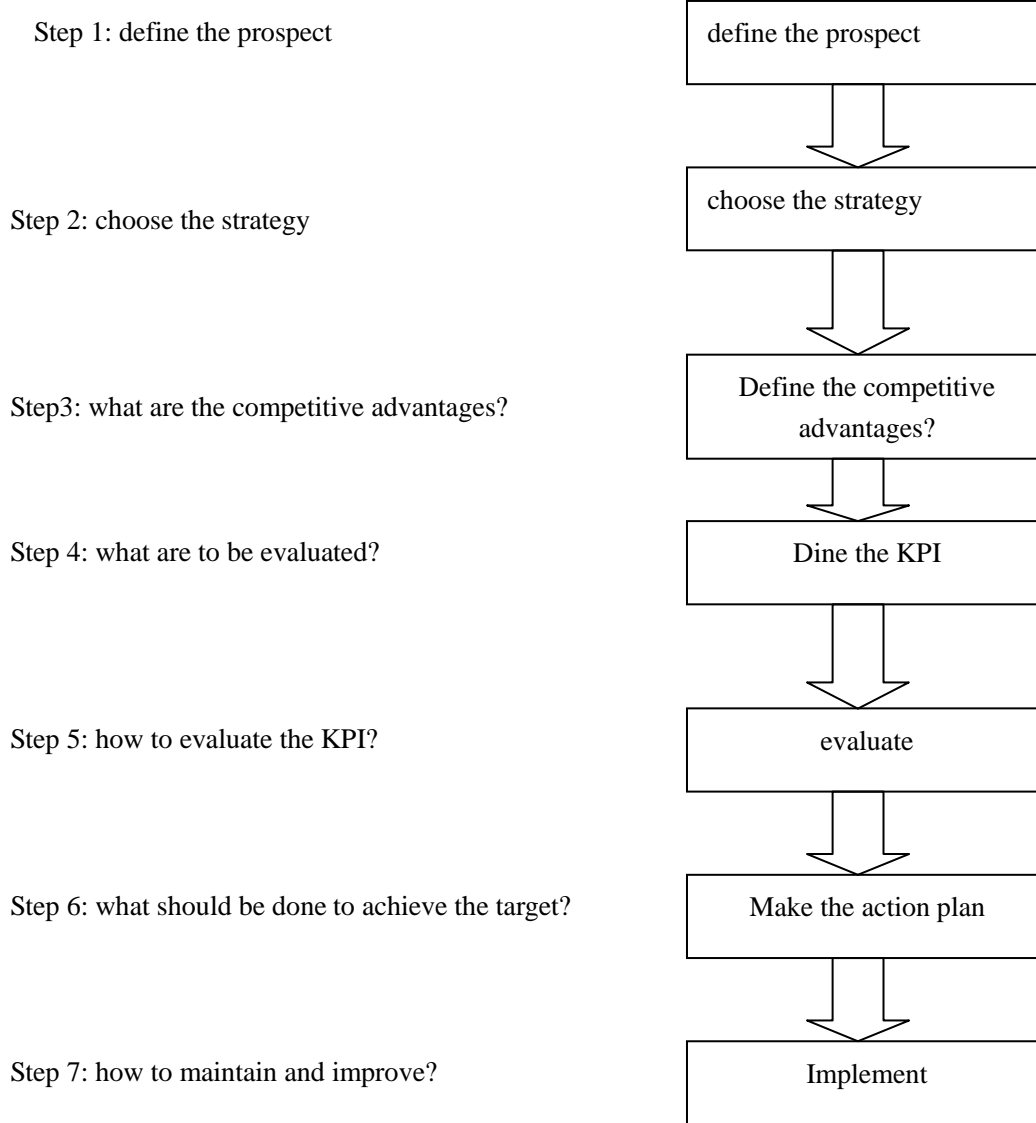 Step 1: define the prospect
define the prospect
Step 2: choose the strategy
choose the strategy
Step3: what are the competitive advantages?
Define the competitive
advantages?
Step 4: what are to be evaluated?
Dine the KPI
Step 5: how to evaluate the KPI?
evaluate
Step 6: what should be done to achieve the target?
Make the action plan
Step 7: how to maintain and improve?
Implement